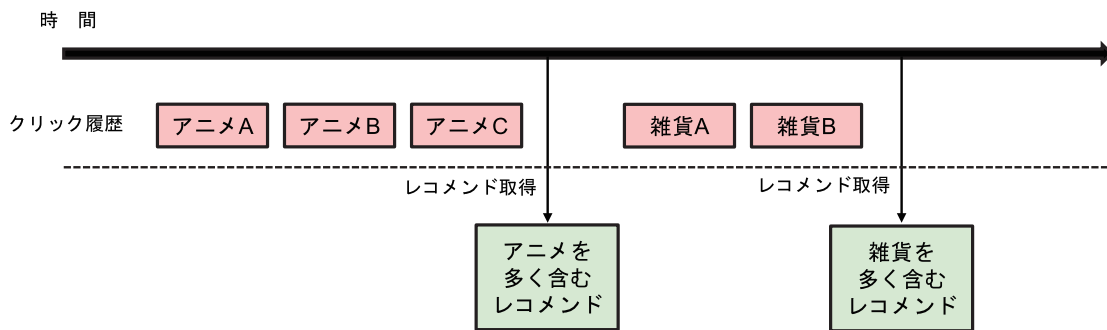 時　間
クリック履歴
アニメA
アニメB
アニメC
雑貨A
雑貨B
レコメンド取得
レコメンド取得
アニメを
多く含む
レコメンド
雑貨を
多く含む
レコメンド